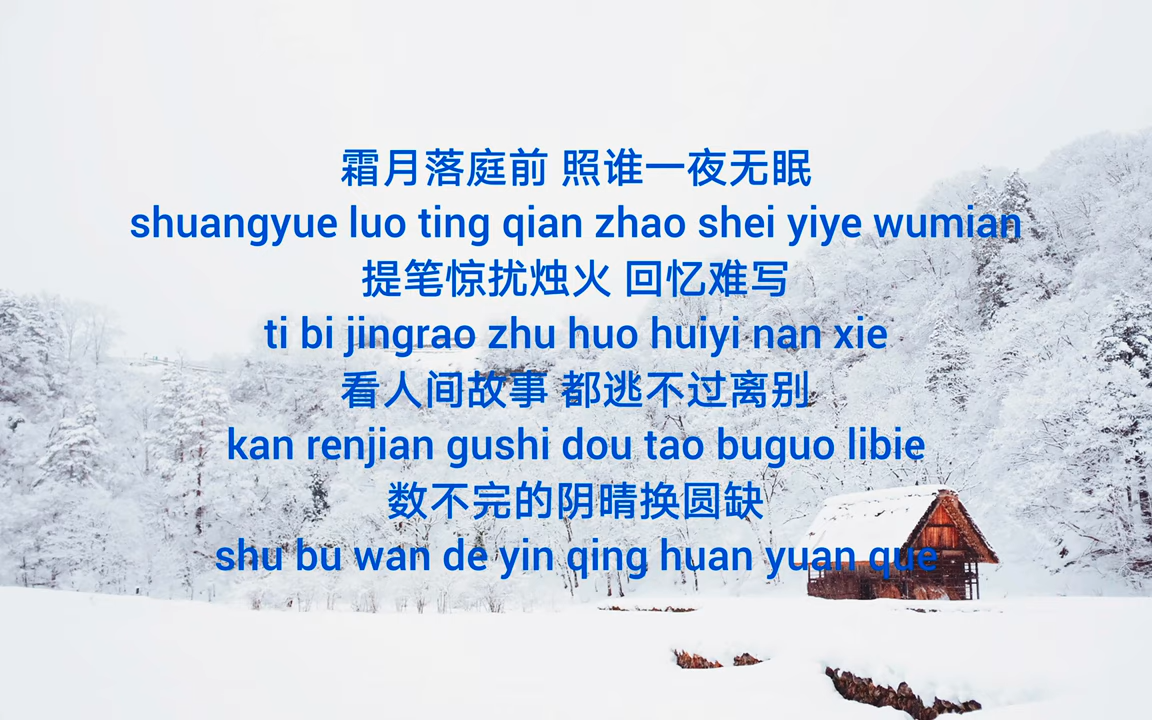 霜月落庭前 照谁一夜无眠
shuangyue luo ting qian zhao shei yiye wumian
提笔惊扰烛火 回忆难写
ti bi jingrao zhu huo huiyi nan xie
看人间故事 都逃不过离别
kan renjian gushi dou tao buguo libie
数不完的阴晴换圆缺
shu bu wan de yin qing huan yuan que